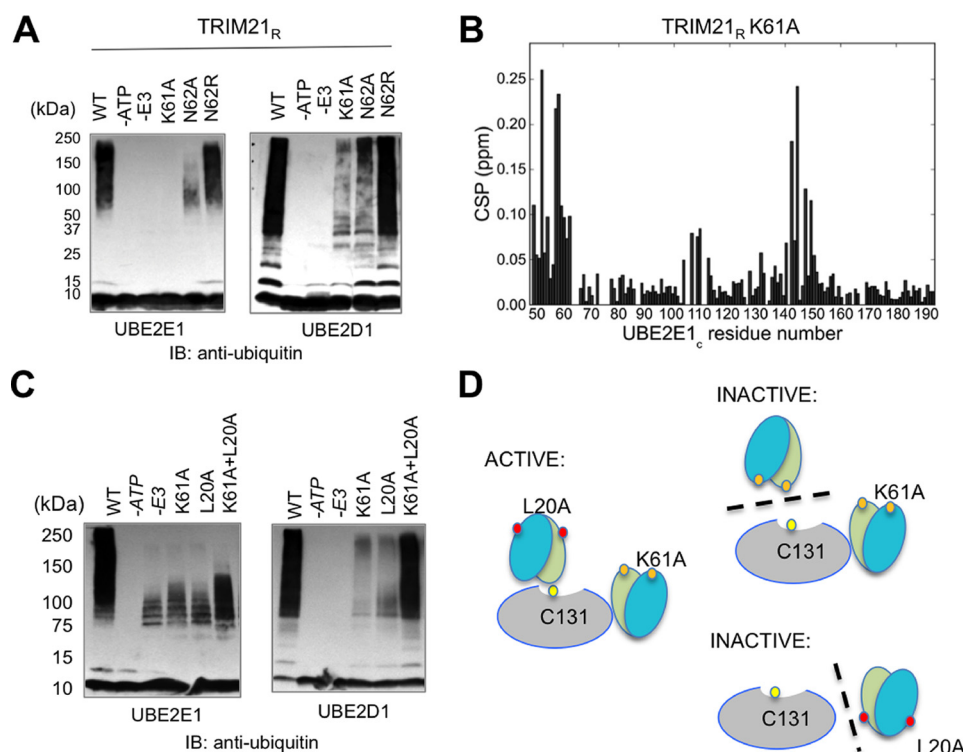 A
TRIM21R
(kDa)
WT
-ATP
-E3
K61A
N62A
N62R
WT
-ATP
-E3
K61A
N62A
N62R
250
150
100
50
37
25
15
10
UBE2E1
UBE2D1
IB: anti-ubiquitin
B
TRIM21R K61A
CSP (ppm)
0.25
0.20
0.15
0.10
0.05
0.00
50 60 70 80 90 100 110 120 130 140 150 160 170 180 190
UBE2E1c residue number
C
(kDa)
WT
-ATP
-E3
K61A
L20A
K61A+L20A
WT
-ATP
-E3
K61A
L20A
K61A+L20A
250
150
100
75
15
10
UBE2E1
UBE2D1
IB: anti-ubiquitin
D
ACTIVE:
L20A
K61A
C131
INACTIVE:
K61A
C131
INACTIVE:
C131
L20A